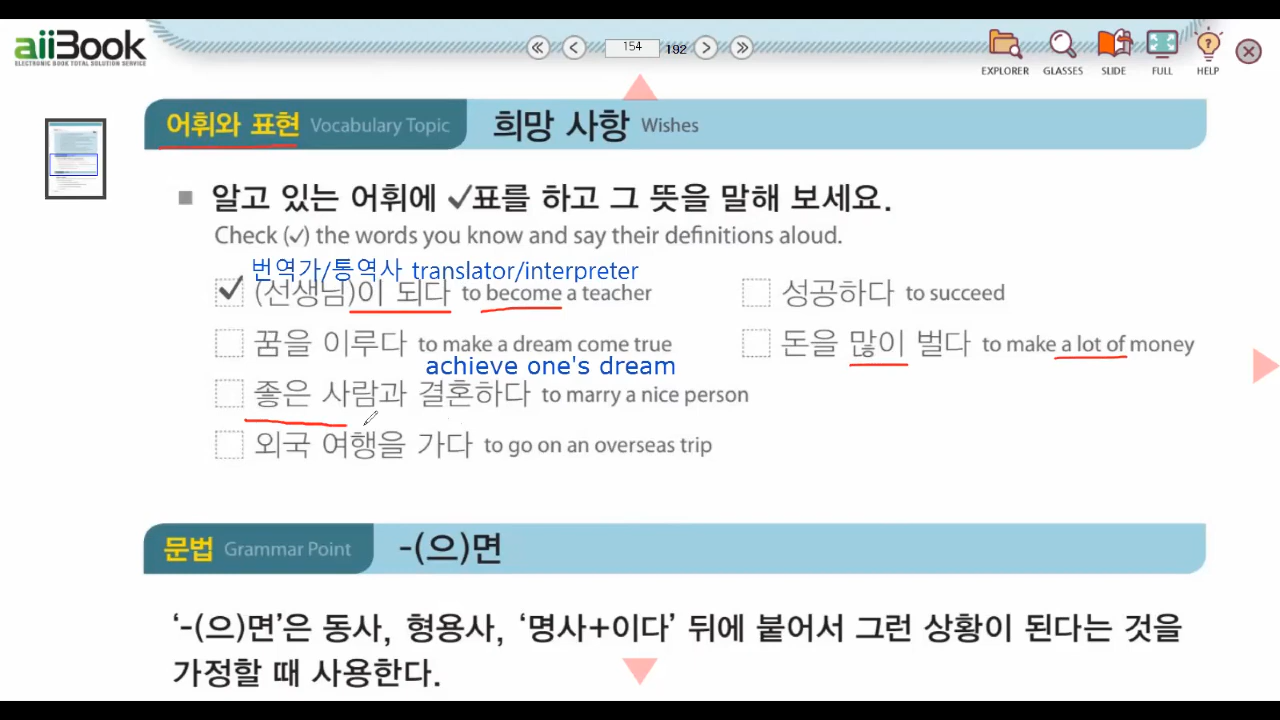 aiiBook
ELECTRONIC BOOK TOTAL SOLUTION SERVICE
154 192
EXPLORER GLASSES SLIDE FULL HELP
어휘와 표현 Vocabulary Topic 희망 사항 Wishes
알고 있는 어휘에 ✓표를 하고 그 뜻을 말해 보세요.
Check (✓) the words you know and say their definitions aloud.
번역가/통역사 translator/interpreter
(선생님)이 되다 to become a teacher
성공하다 to succeed
꿈을 이루다 to make a dream come true
돈을 많이 벌다 to make a lot of money
achieve one's dream
좋은 사람과 결혼하다 to marry a nice person
외국 여행을 가다 to go on an overseas trip
문법 Grammar Point -(으)면
‘-(으)면’은 동사, 형용사, ‘명사+이다’ 뒤에 붙어서 그런 상황이 된다는 것을
가정할 때 사용한다.